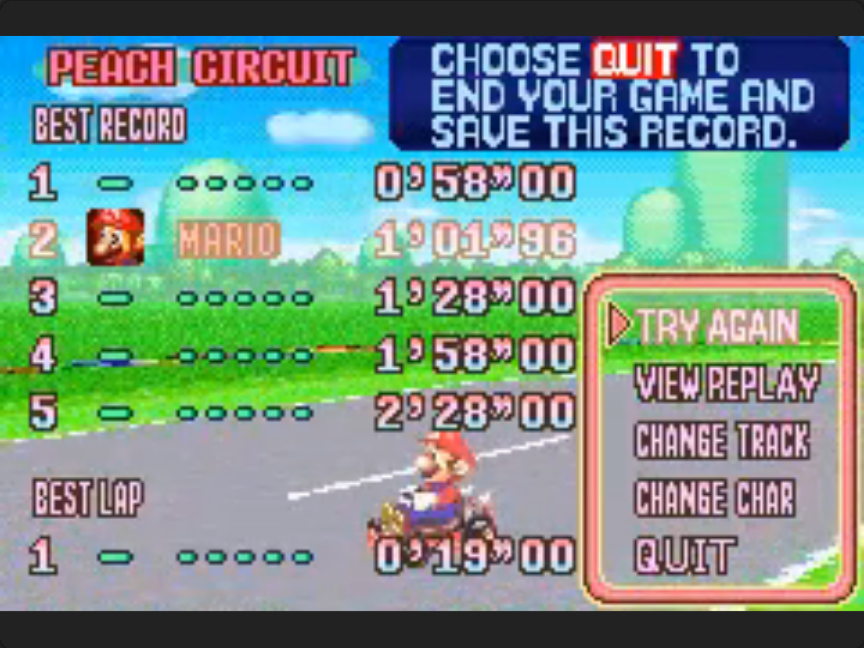 PEACH CIRCUIT
CHOOSE QUIT TO
END YOUR GAME AND
SAVE THIS RECORD.
BEST RECORD
1 - ----- 0'58"00
2 MARIO 1'01"96
3 - ----- 1'28"00
4 - ----- 1'58"00
5 - ----- 2'28"00
BEST LAP
1 - ----- 0'19"00
TRY AGAIN
VIEW REPLAY
CHANGE TRACK
CHANGE CHAR
QUIT